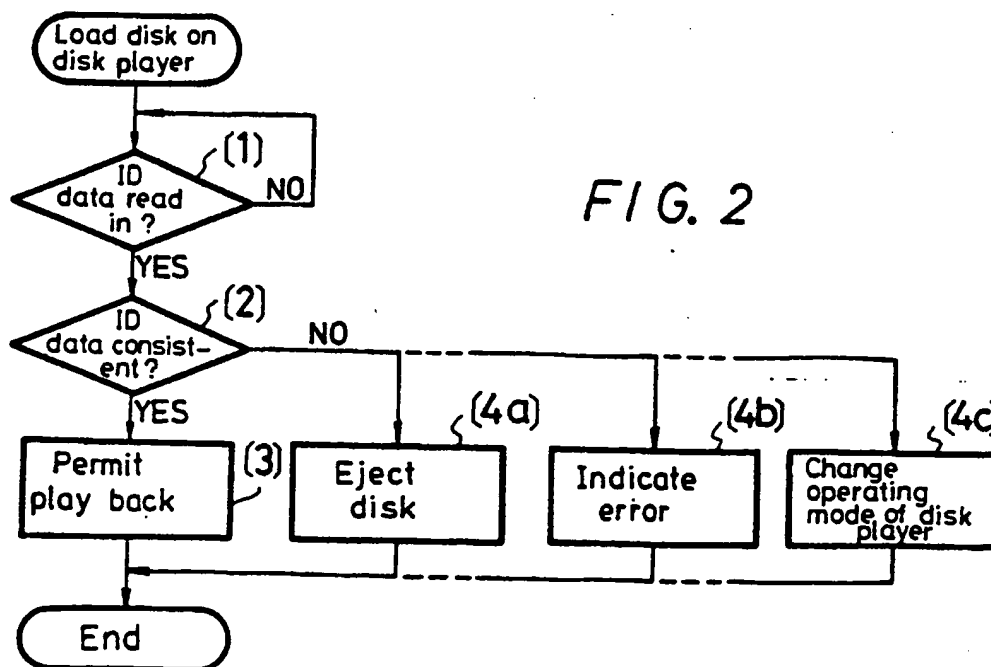 Load disk on
disk player
(1)
ID
data read
in ?
NO
FIG. 2
YES
(2)
ID
data consist-
ent ?
NO
YES
(4a)
(4b)
(4c)
Permit
play back
(3)
Eject
disk
Indicate
error
Change
operating
mode of disk
player
End